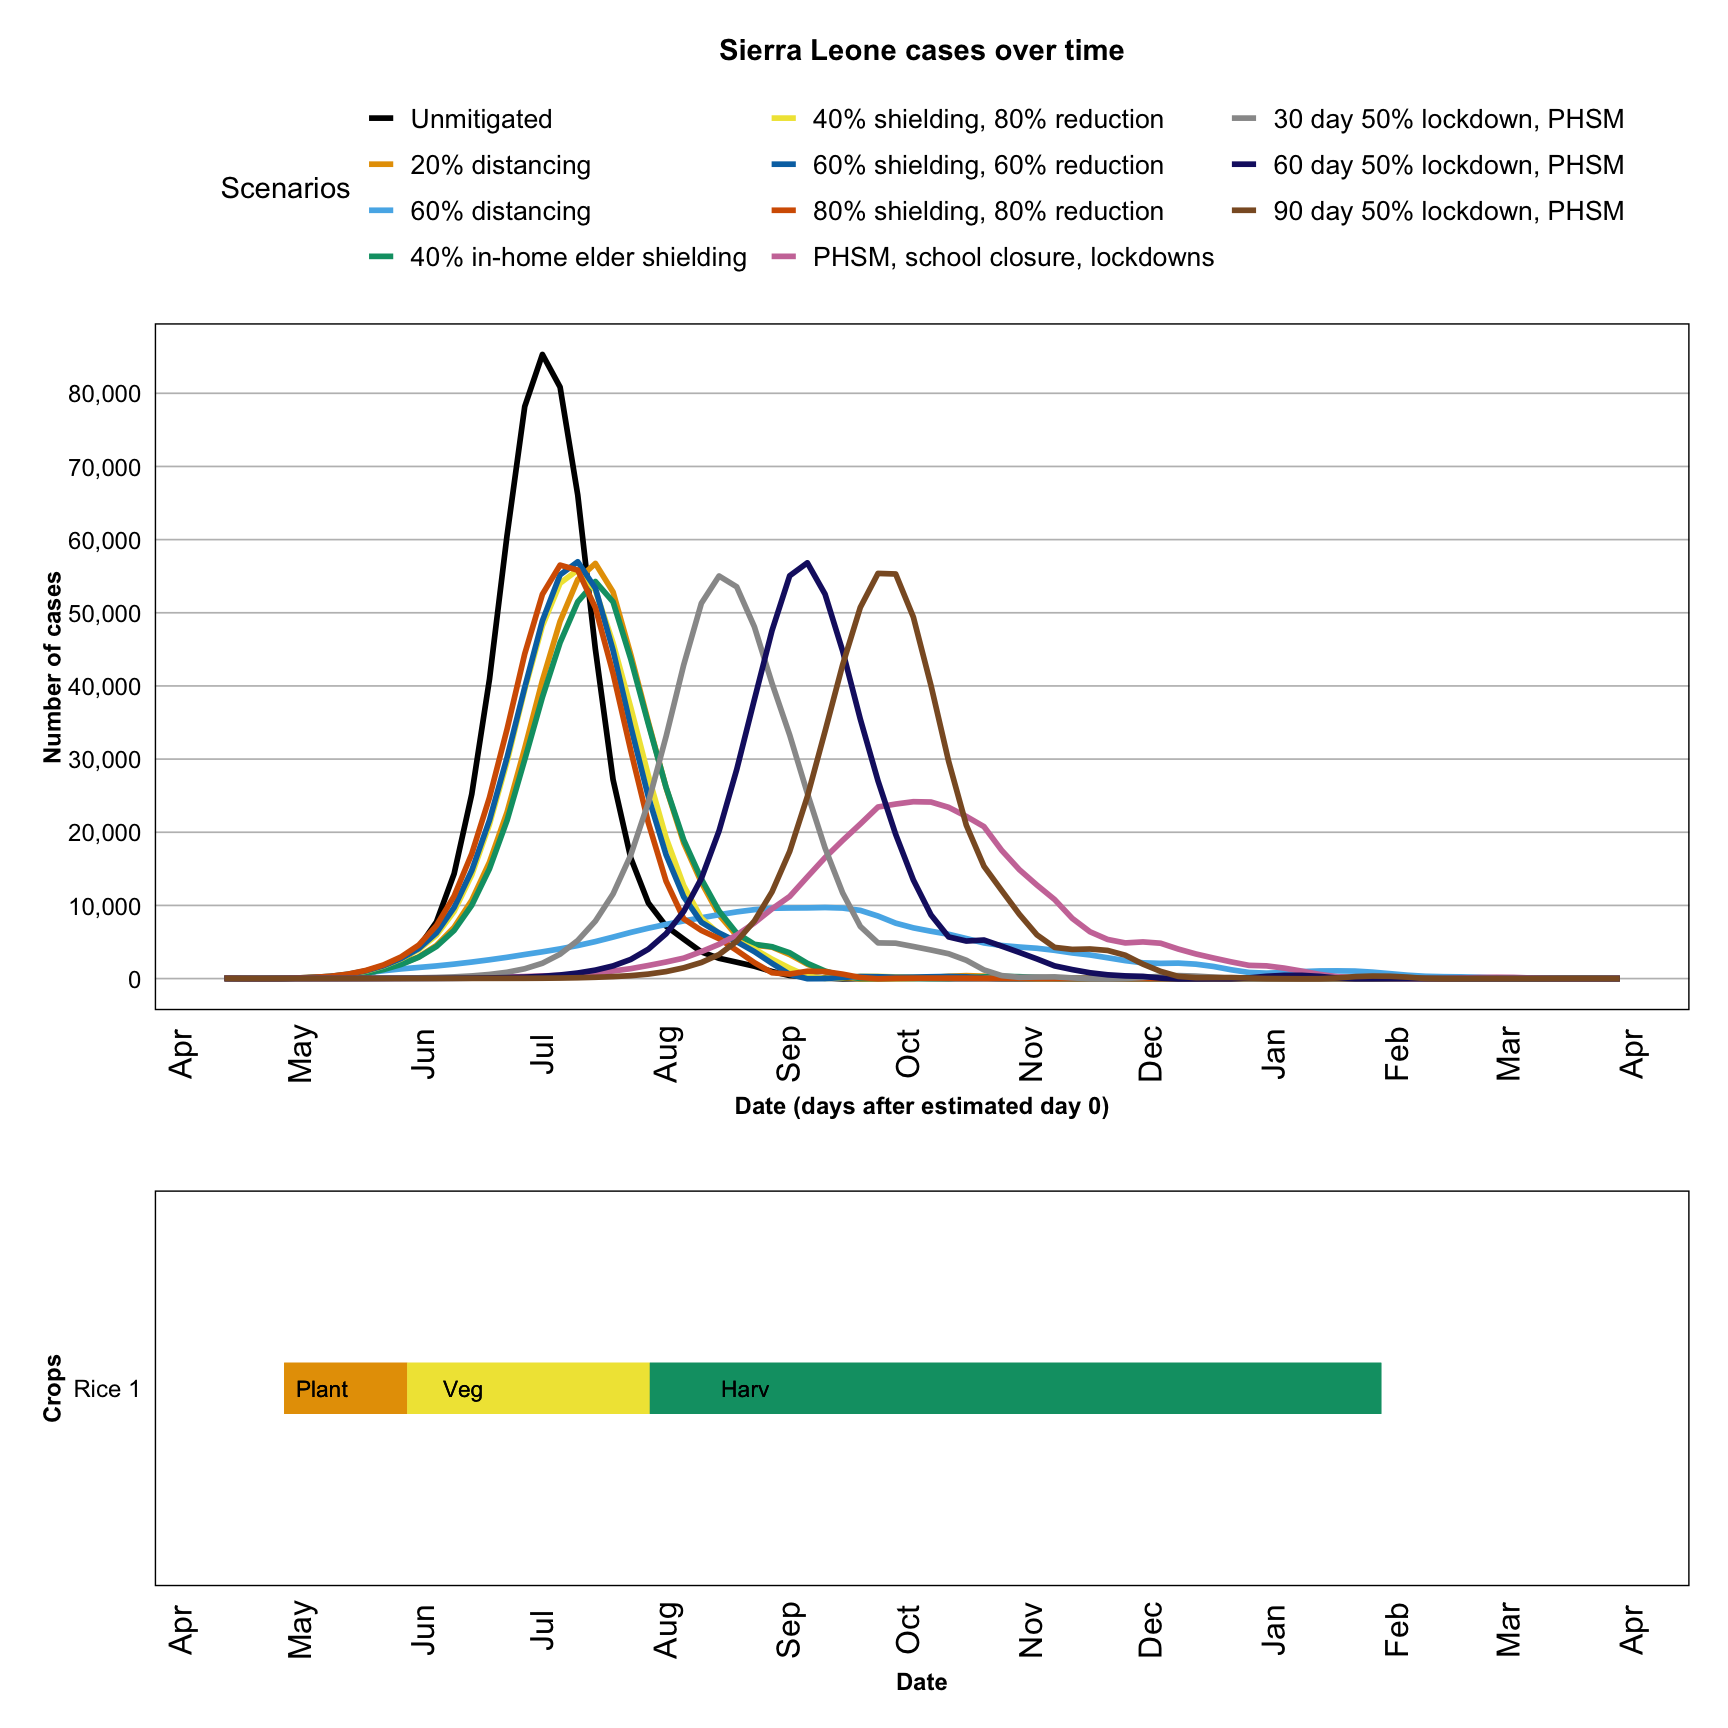 Sierra Leone cases over time
Scenarios
Unmitigated
20% distancing
60% distancing
40% in-home elder shielding
40% shielding, 80% reduction
60% shielding, 60% reduction
80% shielding, 80% reduction
PHSM, school closure, lockdowns
30 day 50% lockdown, PHSM
60 day 50% lockdown, PHSM
90 day 50% lockdown, PHSM
Number of cases
80,000
70,000
60,000
50,000
40,000
30,000
20,000
10,000
0
Apr May Jun Jul Aug Sep Oct Nov Dec Jan Feb Mar Apr
Date (days after estimated day 0)
Crops
Rice 1
Plant Veg Harv
Apr May Jun Jul Aug Sep Oct Nov Dec Jan Feb Mar Apr
Date